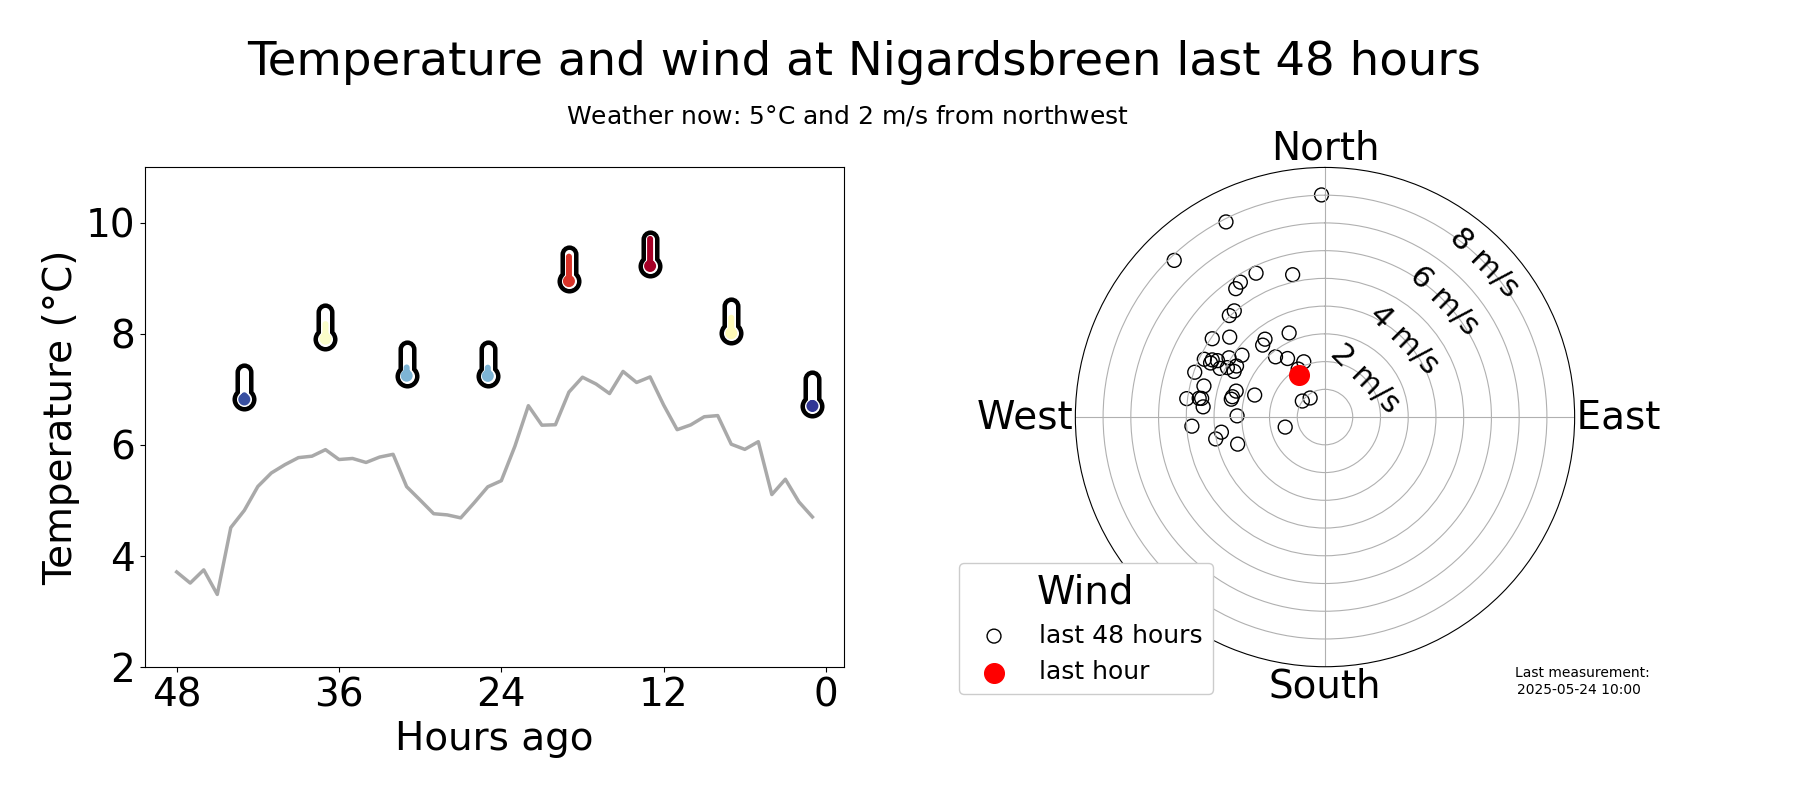 Temperature and wind at Nigardsbreen last 48 hours
Weather now: 5°C and 2 m/s from northwest
Temperature (°C)
10
8
6
4
2
48 36 24 12 0
Hours ago
North
West
East
South
8 m/s
6 m/s
4 m/s
2 m/s
Wind
last 48 hours
last hour
Last measurement:
2025-05-24 10:00